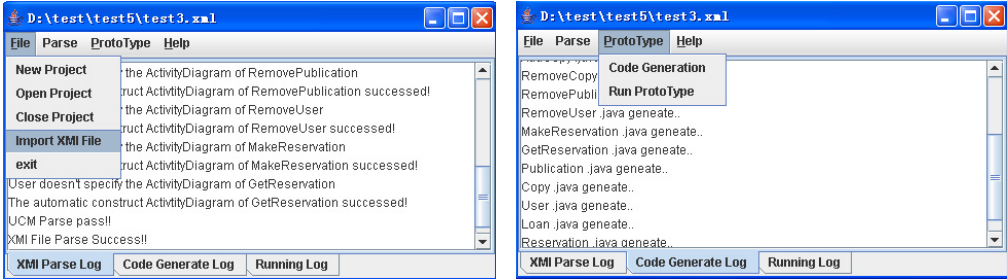 D:\test\test5\test3.xml
File Parse ProtoType Help
New Project
Open Project
Close Project
Import XMI File
exit
the ActivityDiagram of RemovePublication
truct ActivtiyDiagram of RemovePublication successed!
the ActivityDiagram of RemoveUser
truct ActivtiyDiagram of RemoveUser successed!
the ActivityDiagram of MakeReservation
truct ActivtiyDiagram of MakeReservation successed!
User doesn't specify the ActivityDiagram of GetReservation
The automatic construct ActivtiyDiagram of GetReservation successed!
UCM Parse pass!!
XMI File Parse Success!!
XMI Parse Log Code Generate Log Running Log
D:\test\test5\test3.xml
File Parse ProtoType Help
Code Generation
Run ProtoType
RemoveCopy
RemovePubli
RemoveUser .java geneate..
MakeReservation .java geneate..
GetReservation .java geneate..
Publication .java geneate..
Copy .java geneate..
User .java geneate..
Loan .java geneate..
Reservation .java geneate..
XMI Parse Log Code Generate Log Running Log